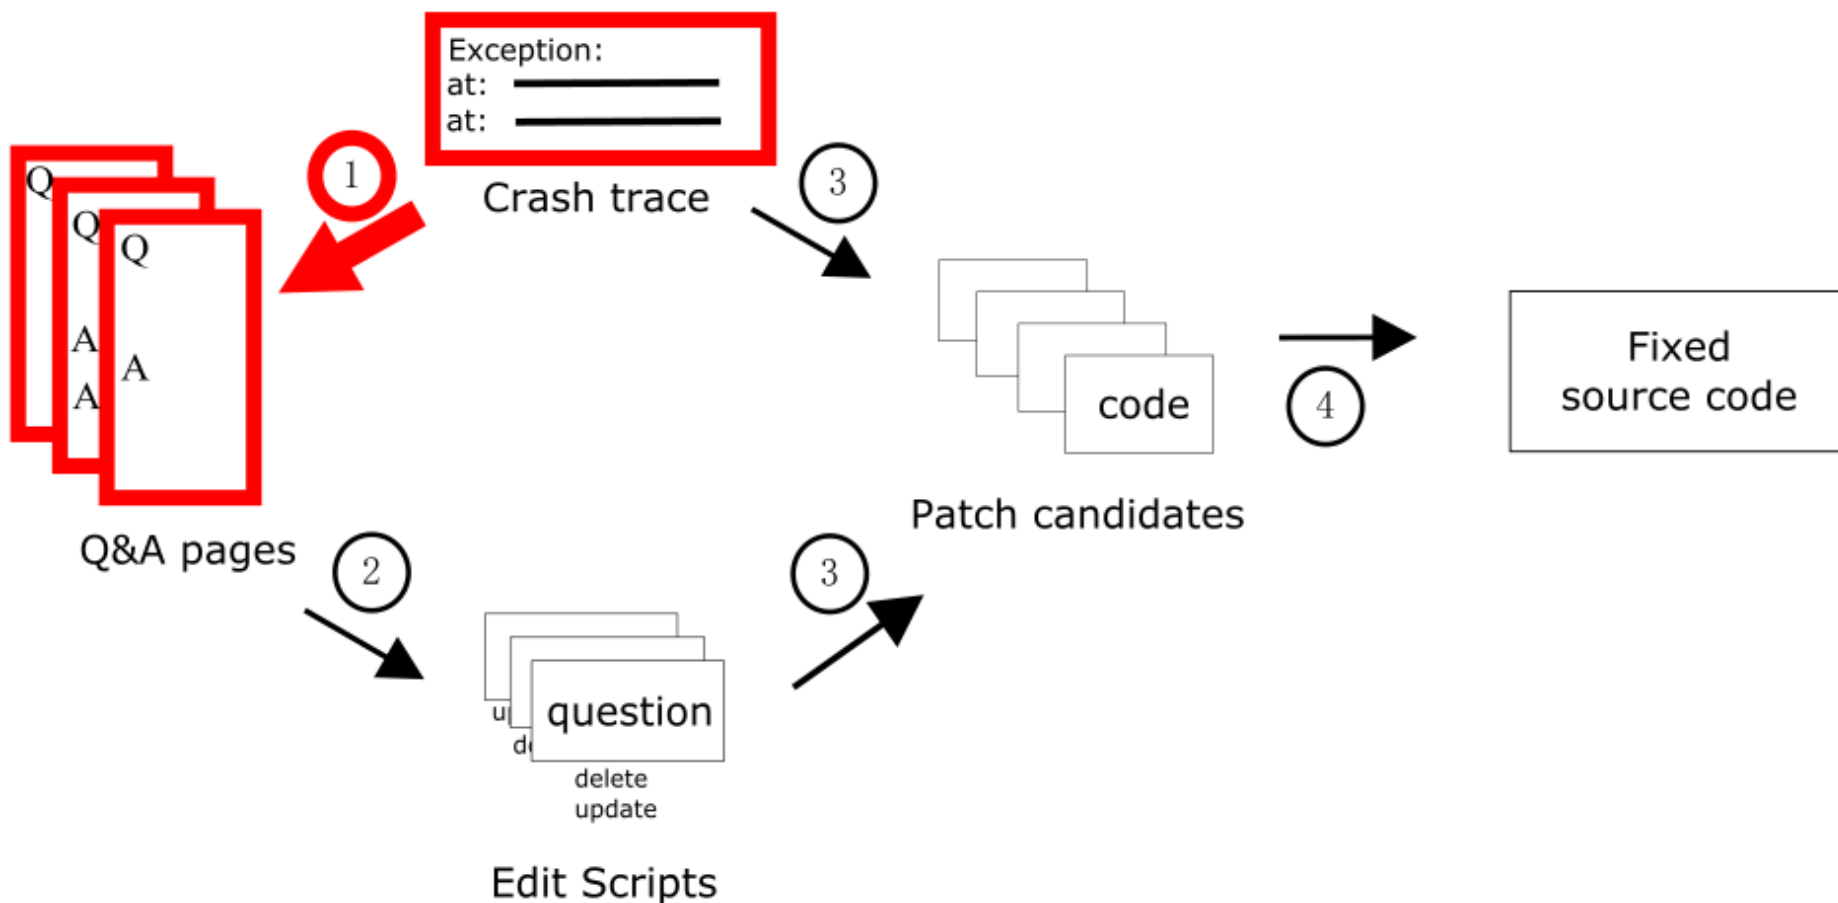 Exception:
at:
at:
Crash trace
1
3
Q
Q
Q
A
A
A
Q&A pages
2
question
delete
update
Edit Scripts
3
code
Patch candidates
4
Fixed
source code